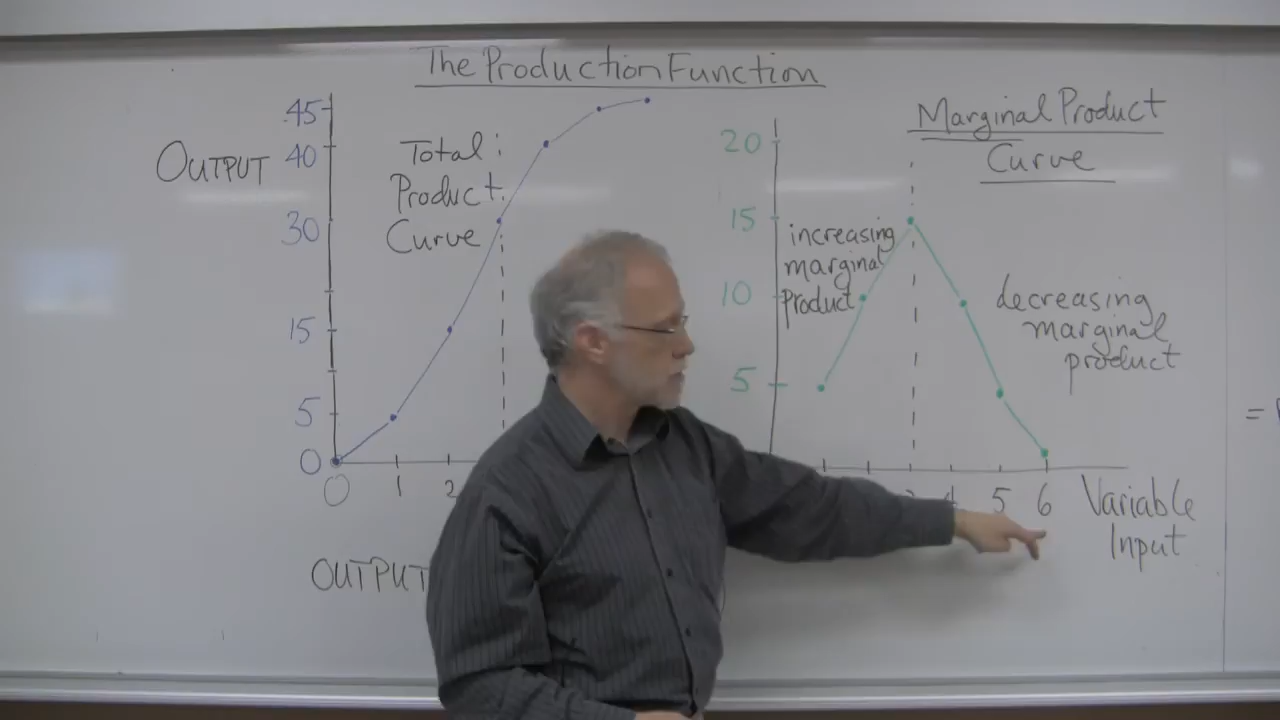 The Production Function
Marginal Product
Curve
OUTPUT
Total
Product
Curve
45
40
30
15
5
0
0
1
2
OUTPUT
20
15
10
5
increasing
marginal
product
decreasing
marginal
product
5
6
Variable
Input
=